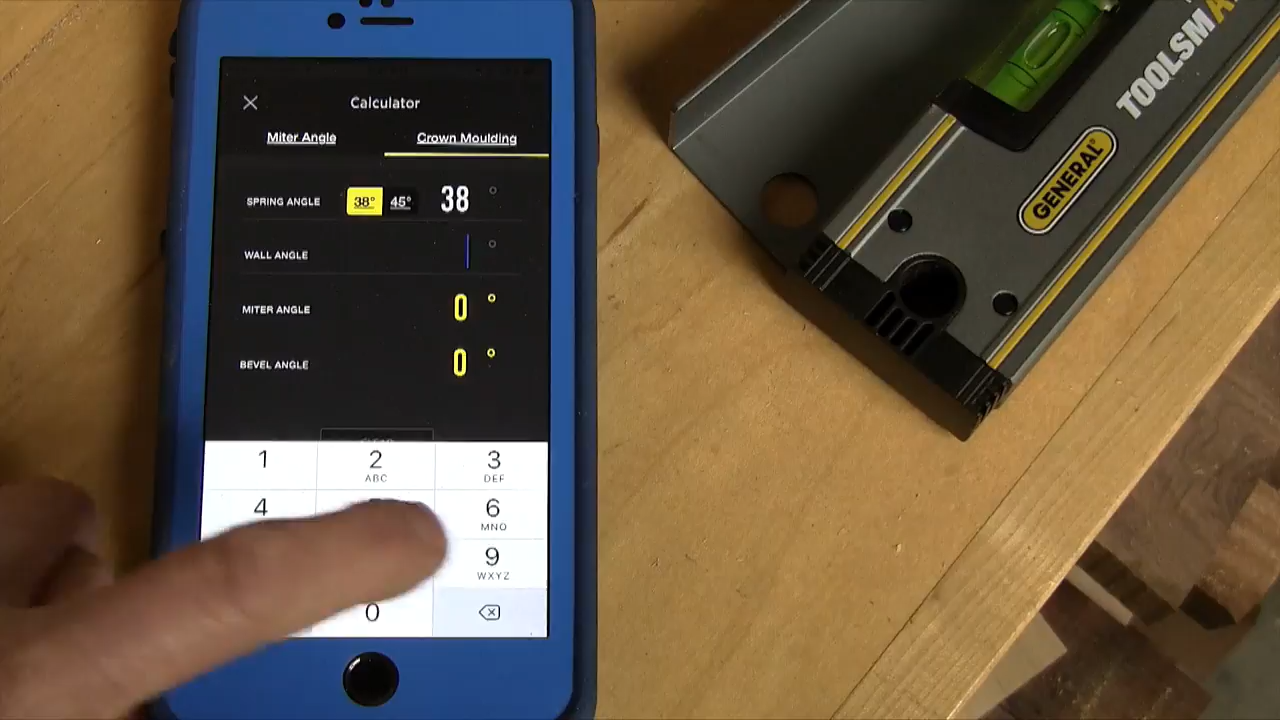 Calculator
Miter Angle
Crown Moulding
SPRING ANGLE 38° 45° 38 °
WALL ANGLE °
MITER ANGLE 0 °
BEVEL ANGLE 0 °
1 2 3
ABC DEF
4 6
MNO
9
WXYZ
0
TOOLSM
GENERAL®